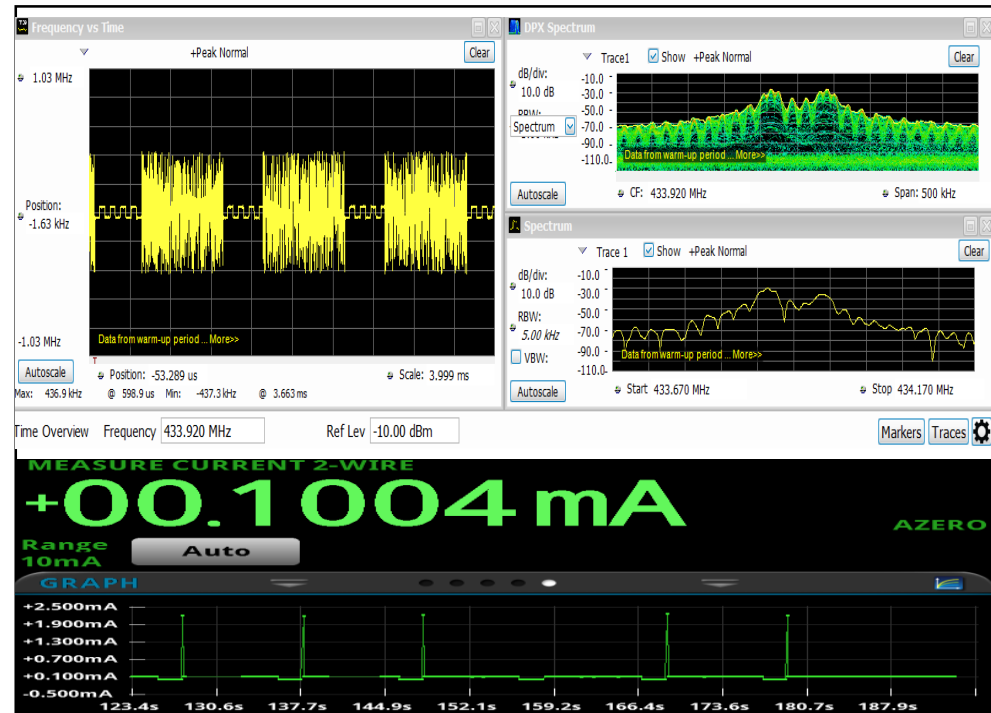 Frequency vs Time
+Peak Normal
Clear
1.03 MHz
Position:
-1.63 kHz
-1.03 MHz
Data from warm-up period ... More>>
T
Autoscale
Position: -53.289 us
Scale: 3.999 ms
Max: 436.9 kHz @ 598.9 us Min: -437.3 kHz @ 3.663 ms
DPX Spectrum
Trace1 Show +Peak Normal
Clear
dB/div:
10.0 dB
RBW:
Spectrum
-10.0
-30.0
-50.0
-70.0
-90.0
-110.0
Data from warm-up period ... More>>
Autoscale
CF: 433.920 MHz
Span: 500 kHz
Spectrum
Trace 1 Show +Peak Normal
Clear
dB/div:
10.0 dB
RBW:
5.00 kHz
VBW:
-10.0
-30.0
-50.0
-70.0
-90.0
-110.0
Data from warm-up period ... More>>
Autoscale
Start 433.670 MHz
Stop 434.170 MHz
Time Overview Frequency 433.920 MHz Ref Lev -10.00 dBm Markers Traces
MEASURE CURRENT 2-WIRE
+00.1004 mA
AZERO
Range
10mA
Auto
GRAPH
+2.500mA
+1.900mA
+1.300mA
+0.700mA
+0.100mA
-0.500mA
123.4s 130.6s 137.7s 144.9s 152.1s 159.2s 166.4s 173.6s 180.7s 187.9s